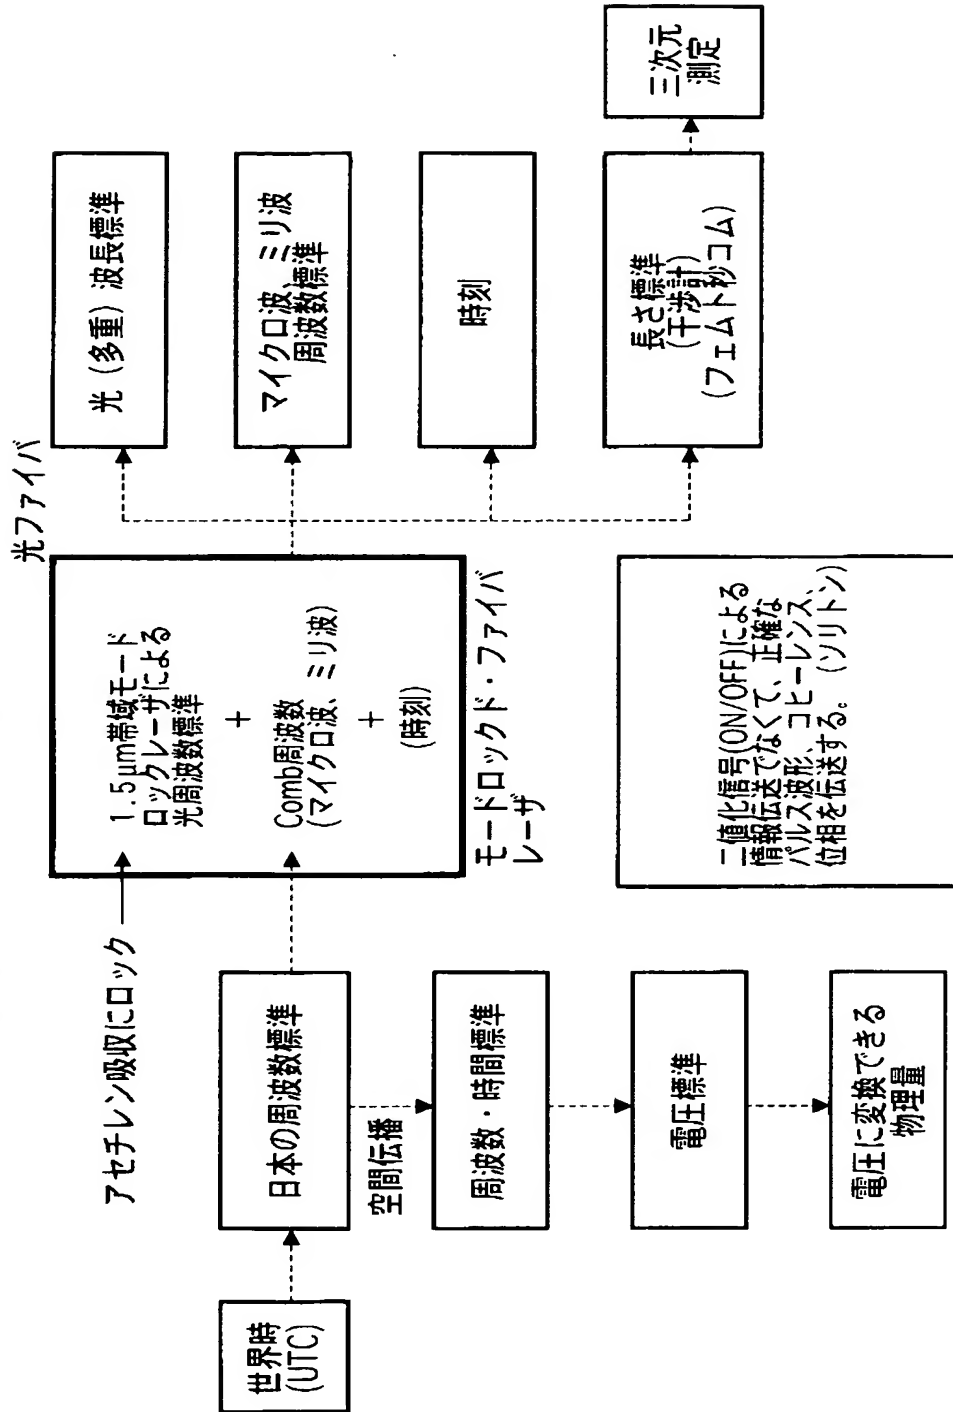 世界時
(UTC)
アセチレン吸収にロック
日本の周波数標準
空間伝播
周波数・時間標準
電圧標準
電圧に変換できる
物理量
1.5μm帯域モード
ロックレーザによる
光周波数標準
+
Comb周波数
(マイクロ波、ミリ波)
+
(時刻)
モードロックド・ファイバ
レーザ
二値化信号(ON/OFF)による
情報伝送でなくて、正確な
パルス波形、コヒーレンス、
位相を伝送する。 (ソリトン)
光ファイバ
光(多重)波長標準
マイクロ波、ミリ波
周波数標準
時刻
長さ標準
(干渉計)
(フェムト秒コム)
三次元
測定